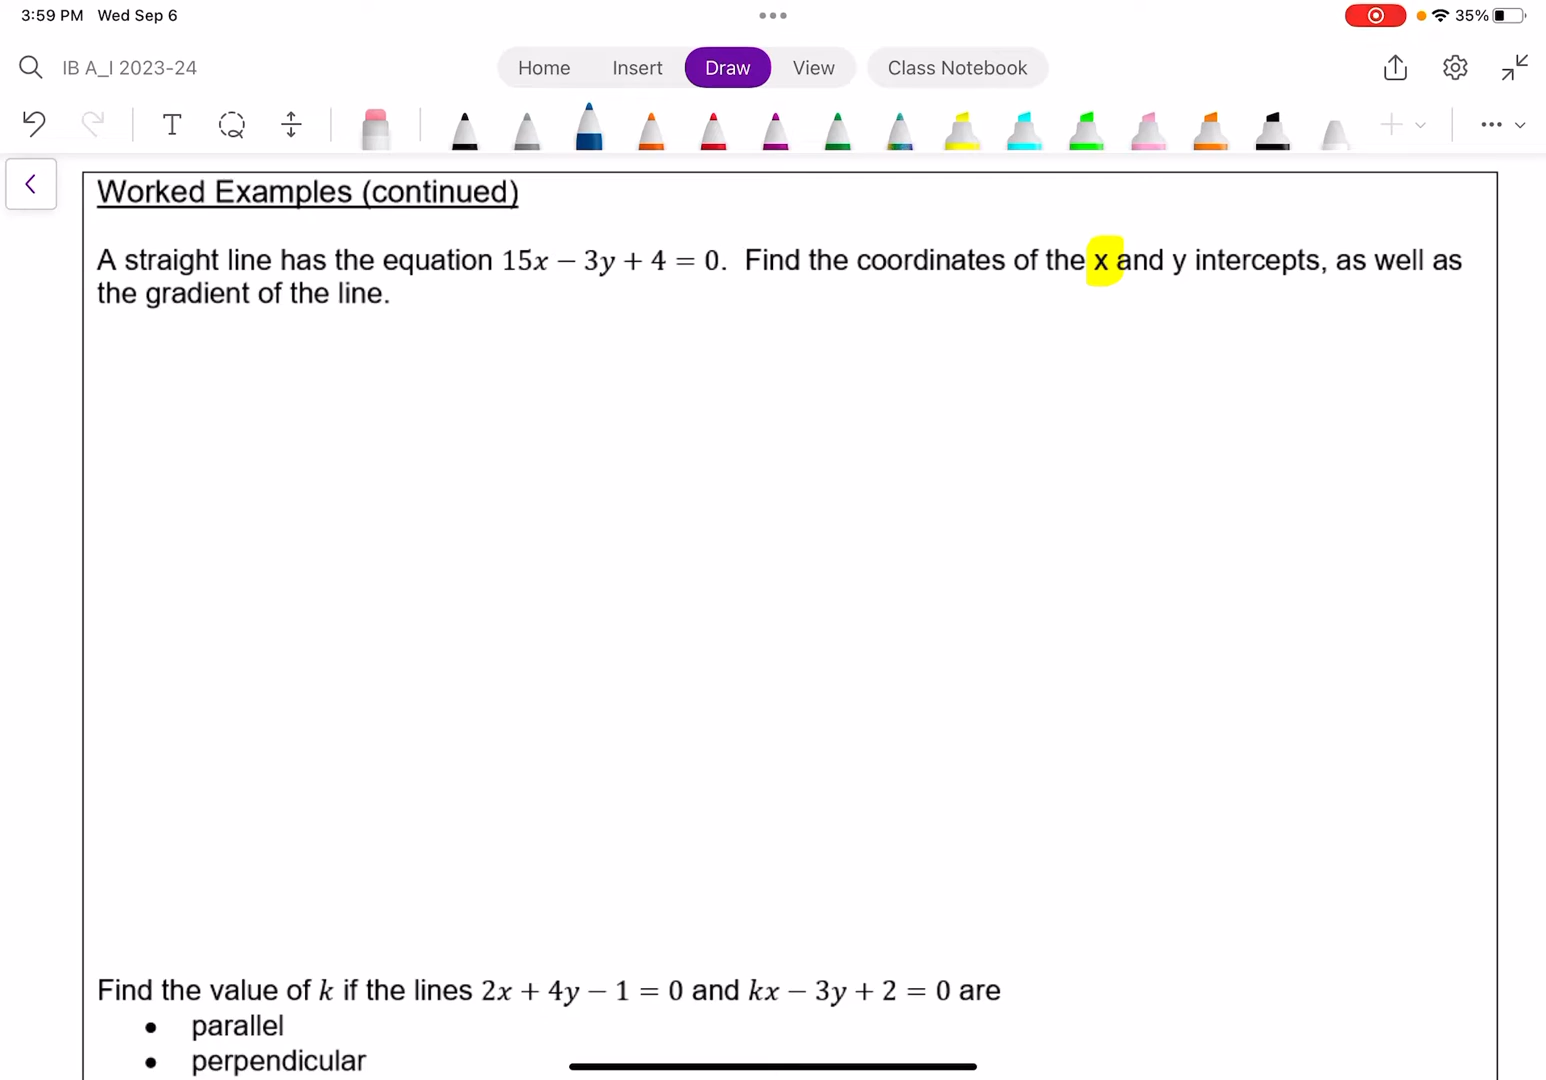 3:59 PM Wed Sep 6
35%
IB A_I 2023-24
Home Insert Draw View Class Notebook
T
Worked Examples (continued)
A straight line has the equation 15x − 3y + 4 = 0. Find the coordinates of the x and y intercepts, as well as
the gradient of the line.
Find the value of k if the lines 2x + 4y − 1 = 0 and kx − 3y + 2 = 0 are
• parallel
• perpendicular